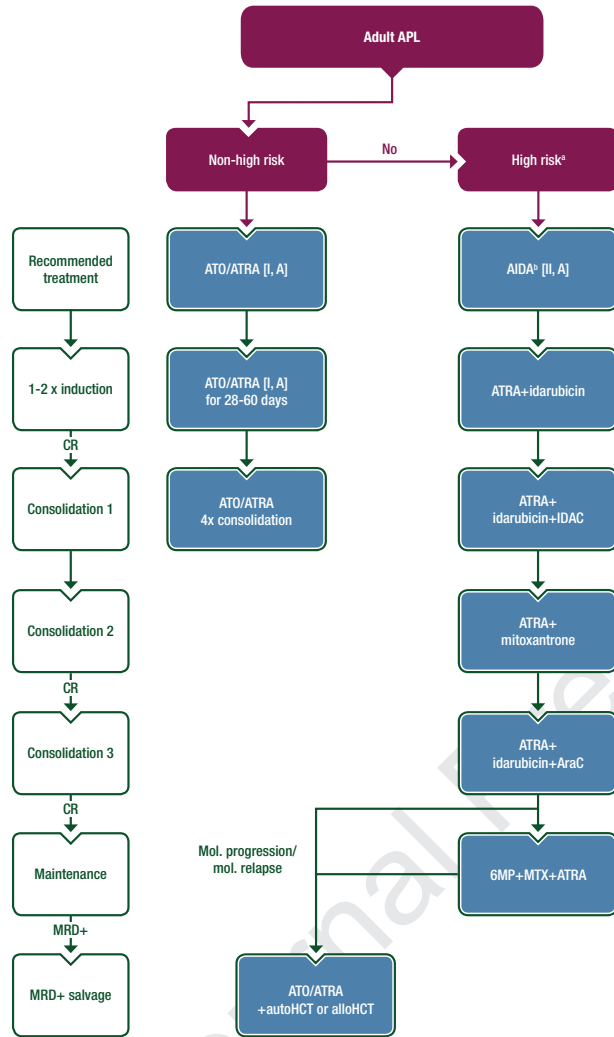 Adult APL
Non-high risk
No
High riskᵃ
Recommended
treatment
ATO/ATRA [I, A]
AIDAᵇ [II, A]
1-2 x induction
ATO/ATRA [I, A]
for 28-60 days
ATRA+idarubicin
CR
Consolidation 1
ATO/ATRA
4x consolidation
ATRA+
idarubicin+IDAC
Consolidation 2
ATRA+
mitoxantrone
CR
Consolidation 3
ATRA+
idarubicin+AraC
CR
Mol. progression/
mol. relapse
Maintenance
6MP+MTX+ATRA
MRD+
MRD+ salvage
ATO/ATRA
+autoHCT or alloHCT